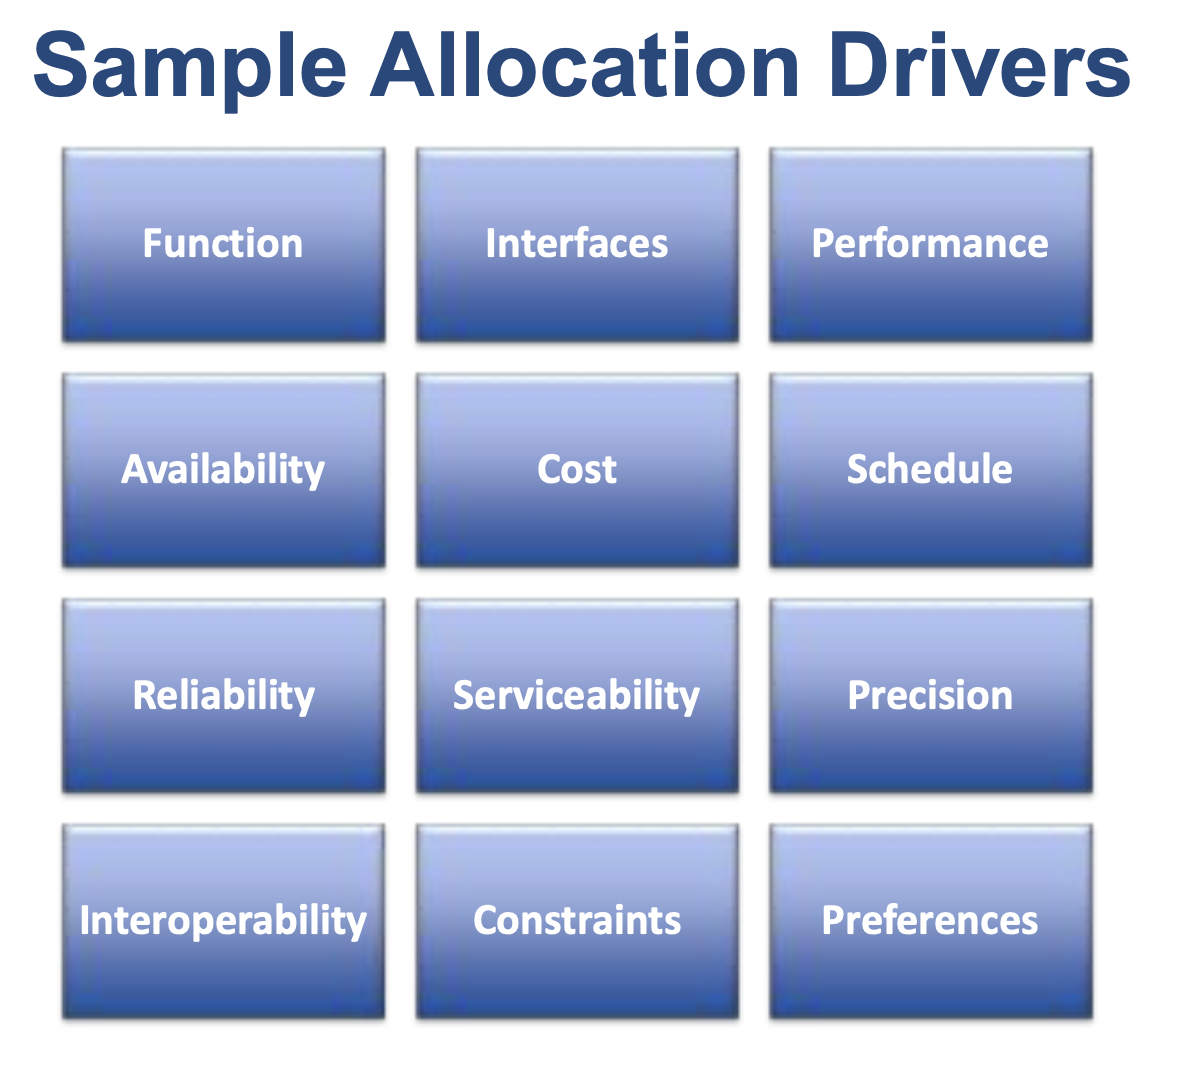 Sample Allocation Drivers
Function
Interfaces
Performance
Availability
Cost
Schedule
Reliability
Serviceability
Precision
Interoperability
Constraints
Preferences